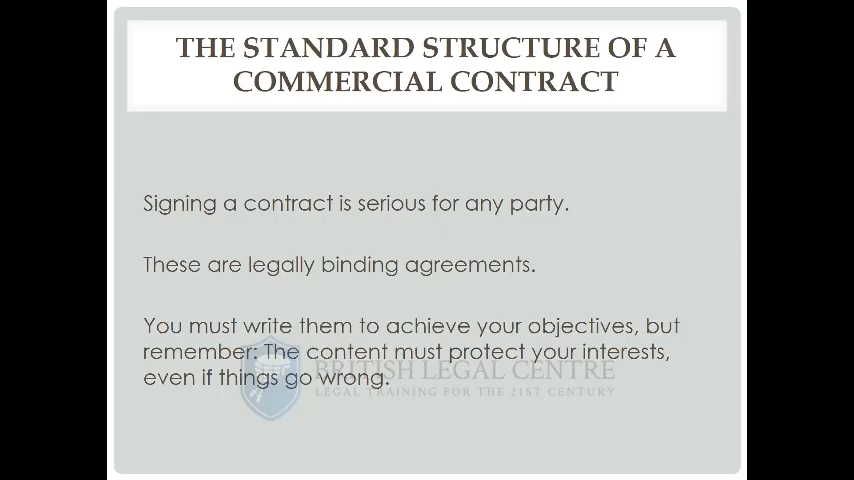 THE STANDARD STRUCTURE OF A
COMMERCIAL CONTRACT
Signing a contract is serious for any party.
These are legally binding agreements.
You must write them to achieve your objectives, but
remember: The content must protect your interests,
even if things go wrong.
BRITISH LEGAL CENTRE
LEGAL TRAINING FOR THE 21ST CENTURY